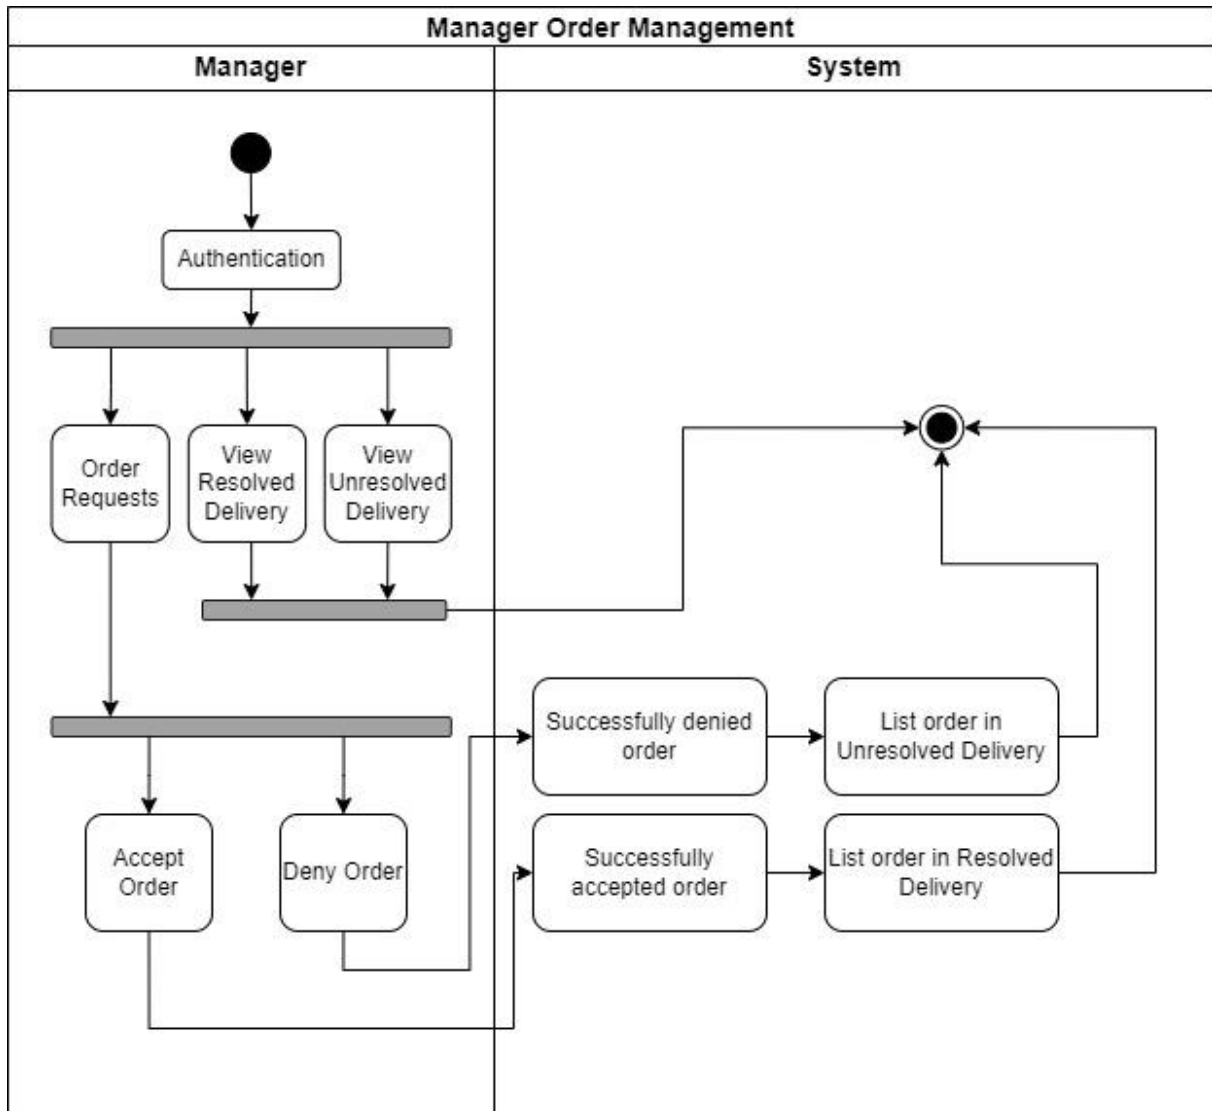 Manager Order Management
Manager
System
Authentication
Order
Requests
View
Resolved
Delivery
View
Unresolved
Delivery
Successfully denied
order
List order in
Unresolved Delivery
Accept
Order
Deny Order
Successfully
accepted order
List order in Resolved
Delivery